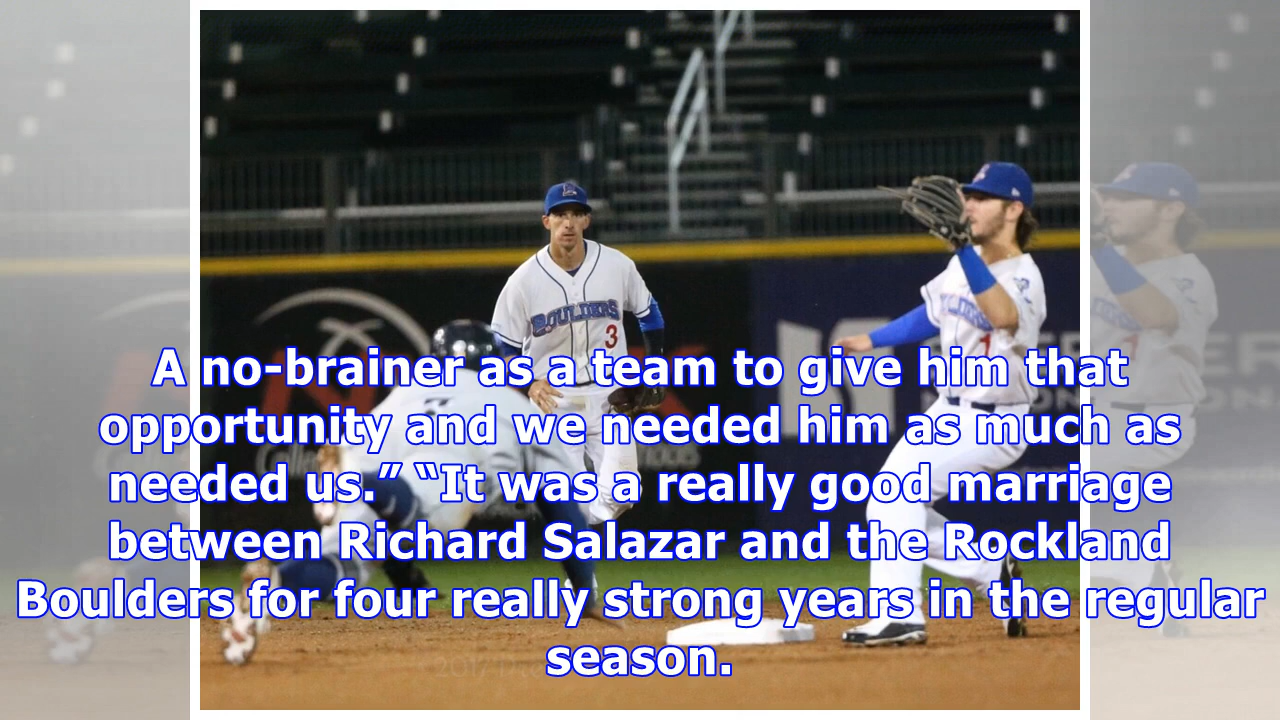 BOULDERS
3
A no-brainer as a team to give him that
opportunity and we needed him as much as
needed us.” “It was a really good marriage
between Richard Salazar and the Rockland
Boulders for four really strong years in the regular
season.